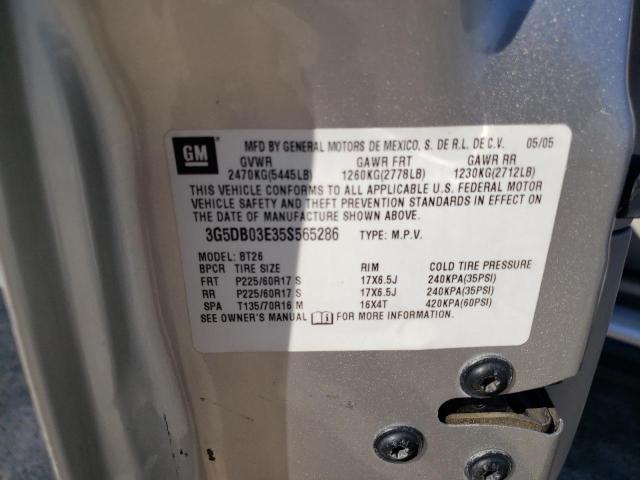 GM
MFD BY GENERAL MOTORS DE MEXICO, S. DE R.L. DE C.V. 05/05
GVWR GAWR FRT GAWR RR
2470KG(5445LB) 1260KG(2778LB) 1230KG(2712LB)
THIS VEHICLE CONFORMS TO ALL APPLICABLE U.S. FEDERAL MOTOR
VEHICLE SAFETY AND THEFT PREVENTION STANDARDS IN EFFECT ON
THE DATE OF MANUFACTURE SHOWN ABOVE.
3G5DB03E35S565286 TYPE: M.P.V.
MODEL: BT26
BPCR TIRE SIZE RIM COLD TIRE PRESSURE
FRT P225/60R17 S 17X6.5J 240KPA(35PSI)
RR P225/60R17 S 17X6.5J 240KPA(35PSI)
SPA T135/70R16 M 16X4T 420KPA(60PSI)
SEE OWNER'S MANUAL FOR MORE INFORMATION.